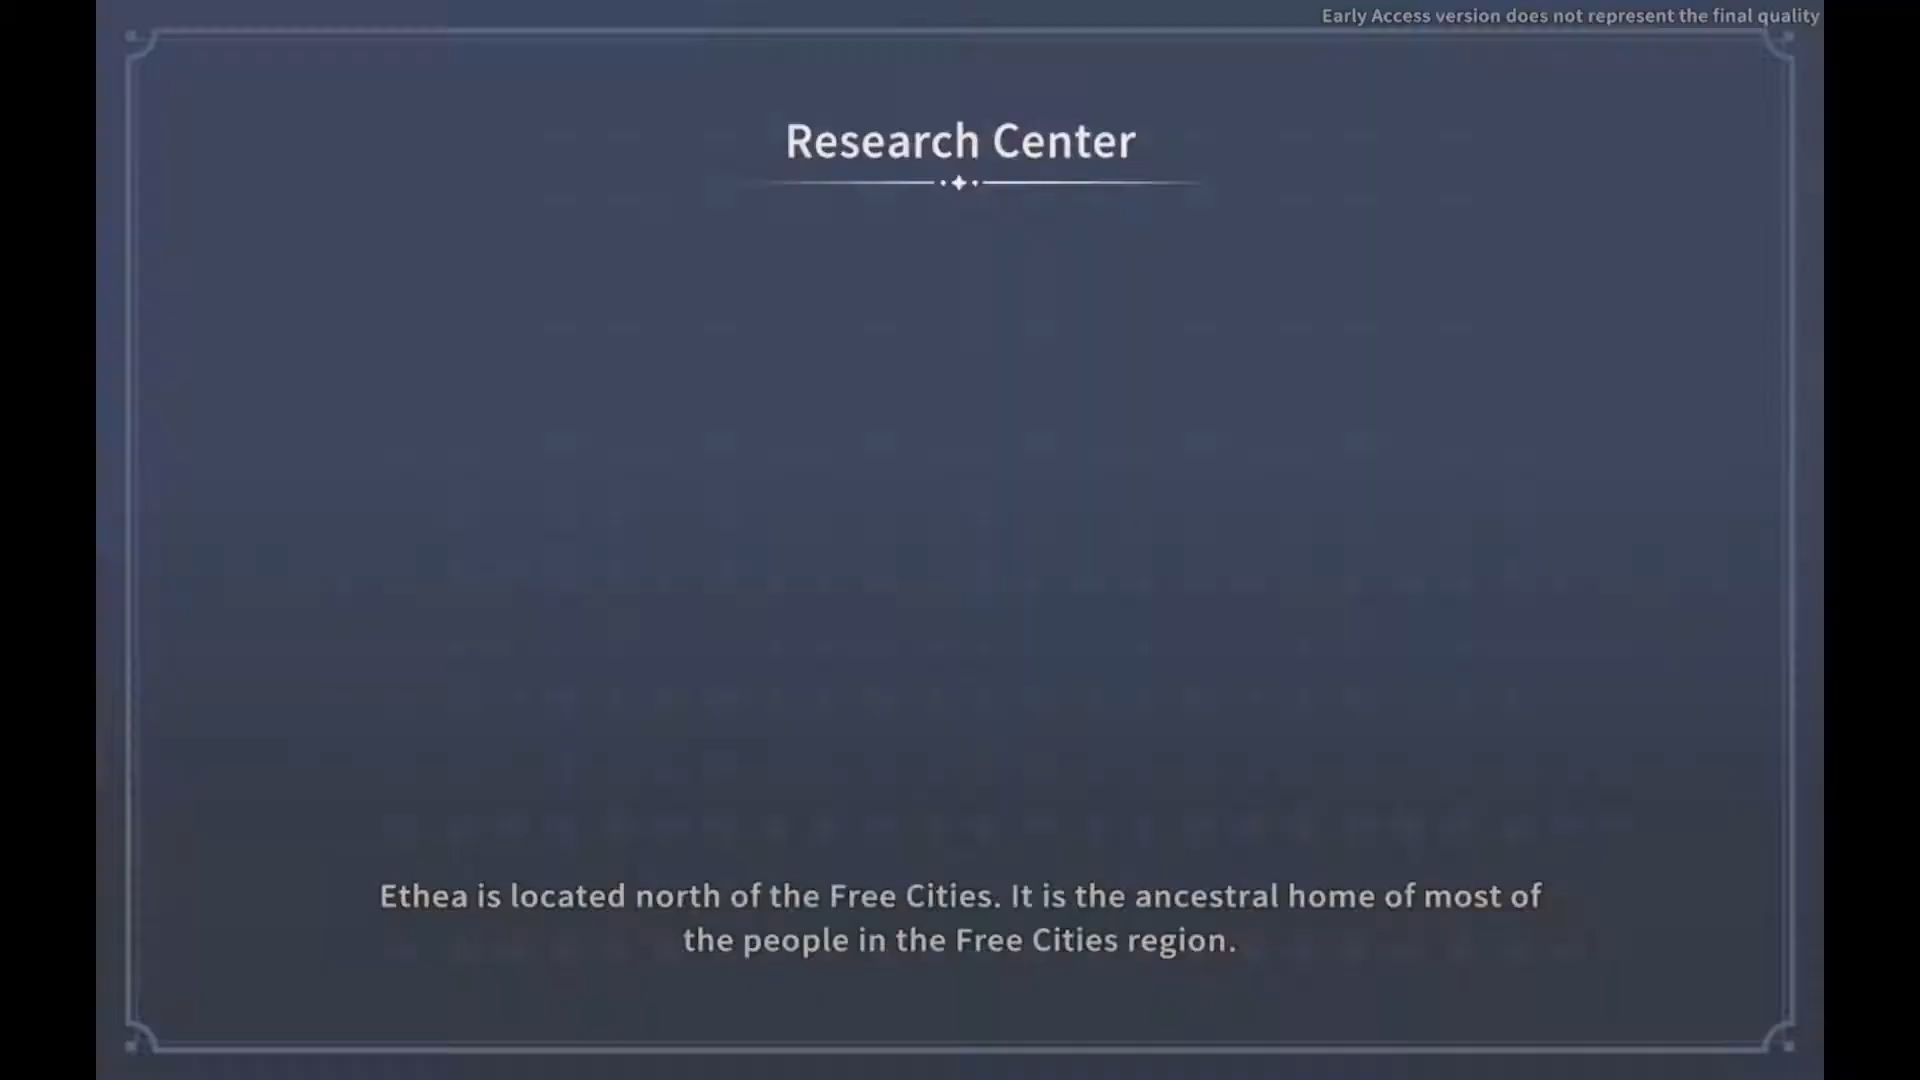 Early Access version does not represent the final quality
Research Center
Ethea is located north of the Free Cities. It is the ancestral home of most of
the people in the Free Cities region.